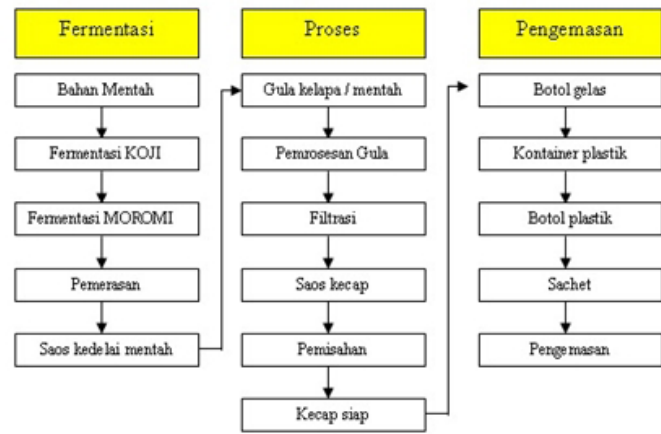 Fermentasi
Bahan Mentah
Fermentasi KOJI
Fermentasi MOROMI
Pemerasan
Saos kedelai mentah
Proses
Gula kelapa / mentah
Pemrosesan Gula
Filtrasi
Saos kecap
Pemisahan
Kecap siap
Pengemasan
Botol gelas
Kontainer plastik
Botol plastik
Sachet
Pengemasan